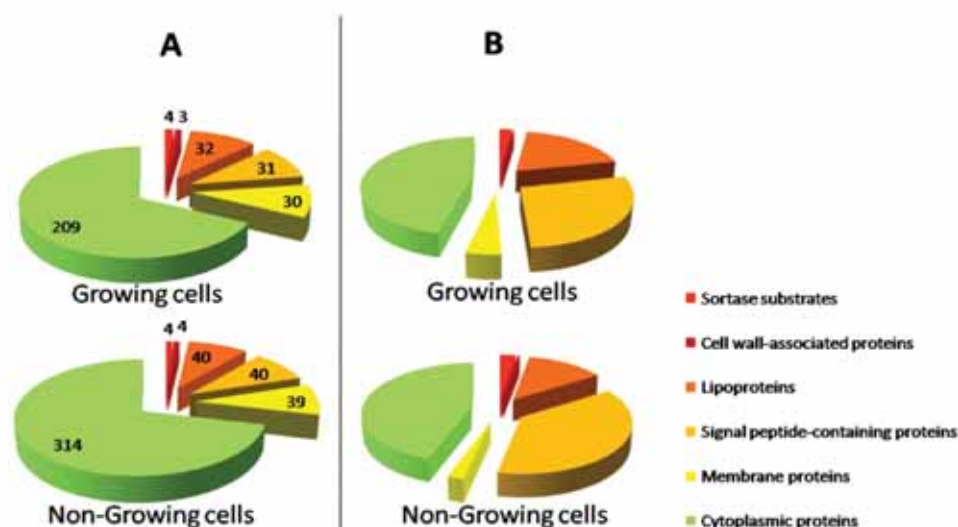 A
B
4 3
32
31
30
209
Growing cells
Growing cells
4 4
40
40
39
314
Non-Growing cells
Non-Growing cells
Sortase substrates
Cell wall-associated proteins
Lipoproteins
Signal peptide-containing proteins
Membrane proteins
Cytoplasmic proteins